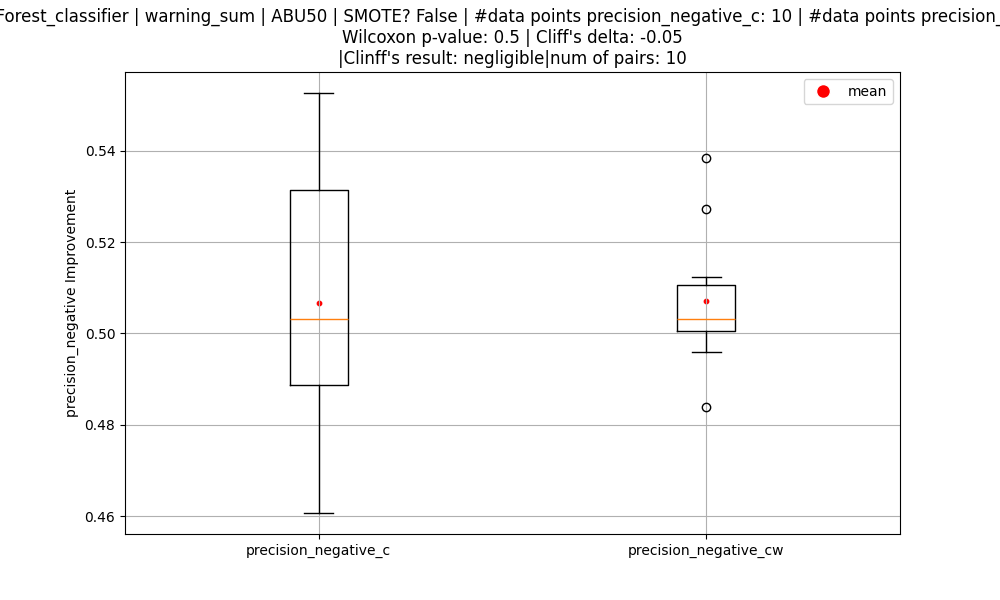 Forest_classifier | warning_sum | ABU50 | SMOTE? False | #data points precision_negative_c: 10 | #data points precision_
Wilcoxon p-value: 0.5 | Cliff's delta: -0.05
|Clinff's result: negligible|num of pairs: 10
mean
0.54
0.52
0.50
0.48
0.46
precision_negative Improvement
precision_negative_c
precision_negative_cw